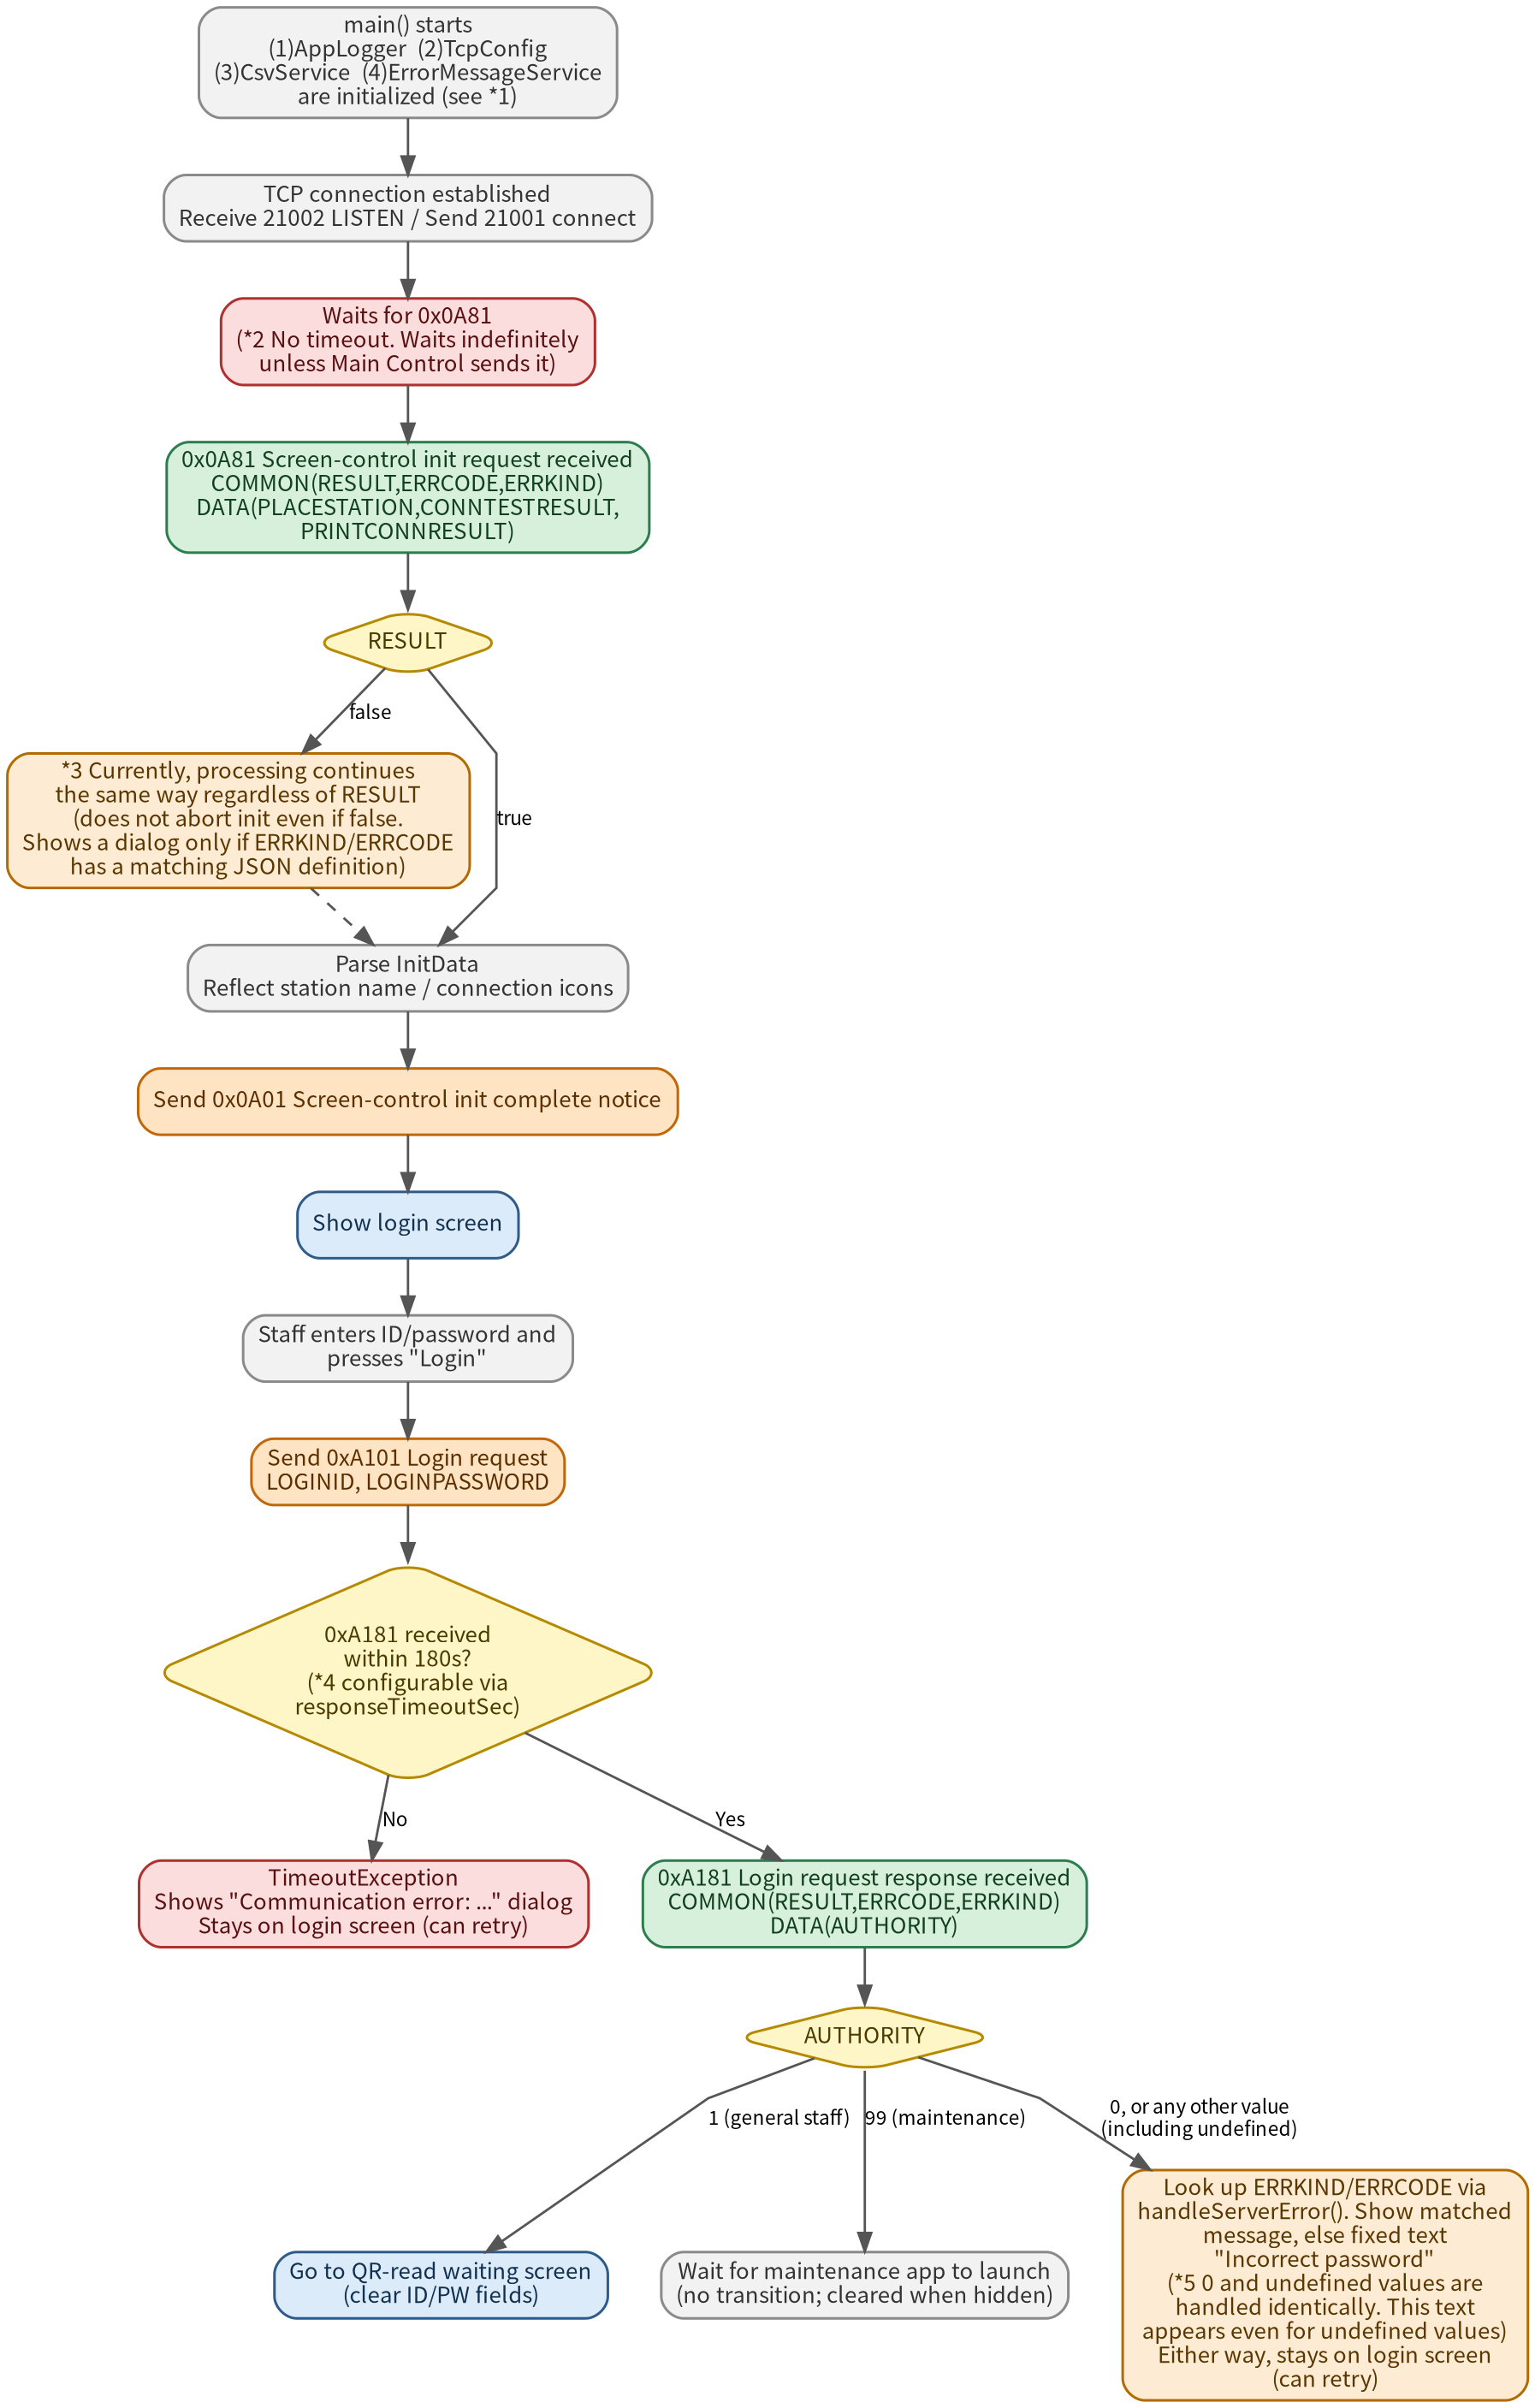 main() starts
(1)AppLogger  (2)TcpConfig
(3)CsvService  (4)ErrorMessageService
are initialized (see *1)
TCP connection established
Receive 21002 LISTEN / Send 21001 connect
Waits for 0x0A81
(*2 No timeout. Waits indefinitely
unless Main Control sends it)
0x0A81 Screen-control init request received
COMMON(RESULT,ERRCODE,ERRKIND)
DATA(PLACESTATION,CONNTESTRESULT,
PRINTCONNRESULT)
RESULT
false
*3 Currently, processing continues
the same way regardless of RESULT
(does not abort init even if false.
Shows a dialog only if ERRKIND/ERRCODE
has a matching JSON definition)
true
Parse InitData
Reflect station name / connection icons
Send 0x0A01 Screen-control init complete notice
Show login screen
Staff enters ID/password and
presses "Login"
Send 0xA101 Login request
LOGINID, LOGINPASSWORD
0xA181 received
within 180s?
(*4 configurable via
responseTimeoutSec)
No
Yes
TimeoutException
Shows "Communication error: ..." dialog
Stays on login screen (can retry)
0xA181 Login request response received
COMMON(RESULT,ERRCODE,ERRKIND)
DATA(AUTHORITY)
AUTHORITY
1 (general staff)
99 (maintenance)
0, or any other value
(including undefined)
Go to QR-read waiting screen
(clear ID/PW fields)
Wait for maintenance app to launch
(no transition; cleared when hidden)
Look up ERRKIND/ERRCODE via
handleServerError(). Show matched
message, else fixed text
"Incorrect password"
(*5 0 and undefined values are
handled identically. This text
appears even for undefined values)
Either way, stays on login screen
(can retry)